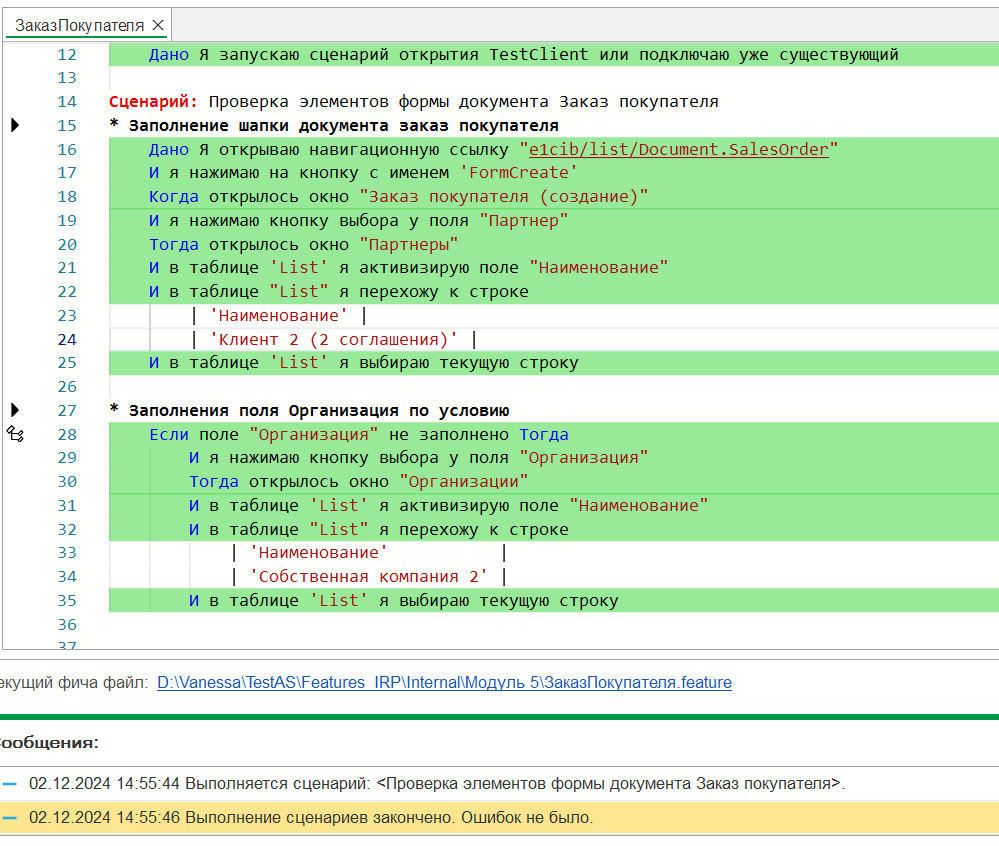 ЗаказПокупателя ×
12 Дано Я запускаю сценарий открытия TestClient или подключаю уже существующий
13
14 Сценарий: Проверка элементов формы документа Заказ покупателя
15 * Заполнение шапки документа заказ покупателя
16 Дано Я открываю навигационную ссылку "e1cib/list/Document.SalesOrder"
17 И я нажимаю на кнопку с именем 'FormCreate'
18 Когда открылось окно "Заказ покупателя (создание)"
19 И я нажимаю кнопку выбора у поля "Партнер"
20 Тогда открылось окно "Партнеры"
21 И в таблице 'List' я активизирую поле "Наименование"
22 И в таблице "List" я перехожу к строке
23 | 'Наименование' |
24 | 'Клиент 2 (2 соглашения)' |
25 И в таблице 'List' я выбираю текущую строку
26
27 * Заполнения поля Организация по условию
28 Если поле "Организация" не заполнено Тогда
29 И я нажимаю кнопку выбора у поля "Организация"
30 Тогда открылось окно "Организации"
31 И в таблице 'List' я активизирую поле "Наименование"
32 И в таблице "List" я перехожу к строке
33 | 'Наименование' |
34 | 'Собственная компания 2' |
35 И в таблице 'List' я выбираю текущую строку
36
37
екущий фича файл: D:\Vanessa\TestAS\Features_IRP\Internal\Модуль 5\ЗаказПокупателя.feature
ообщения:
02.12.2024 14:55:44 Выполняется сценарий: <Проверка элементов формы документа Заказ покупателя>.
02.12.2024 14:55:46 Выполнение сценариев закончено. Ошибок не было.